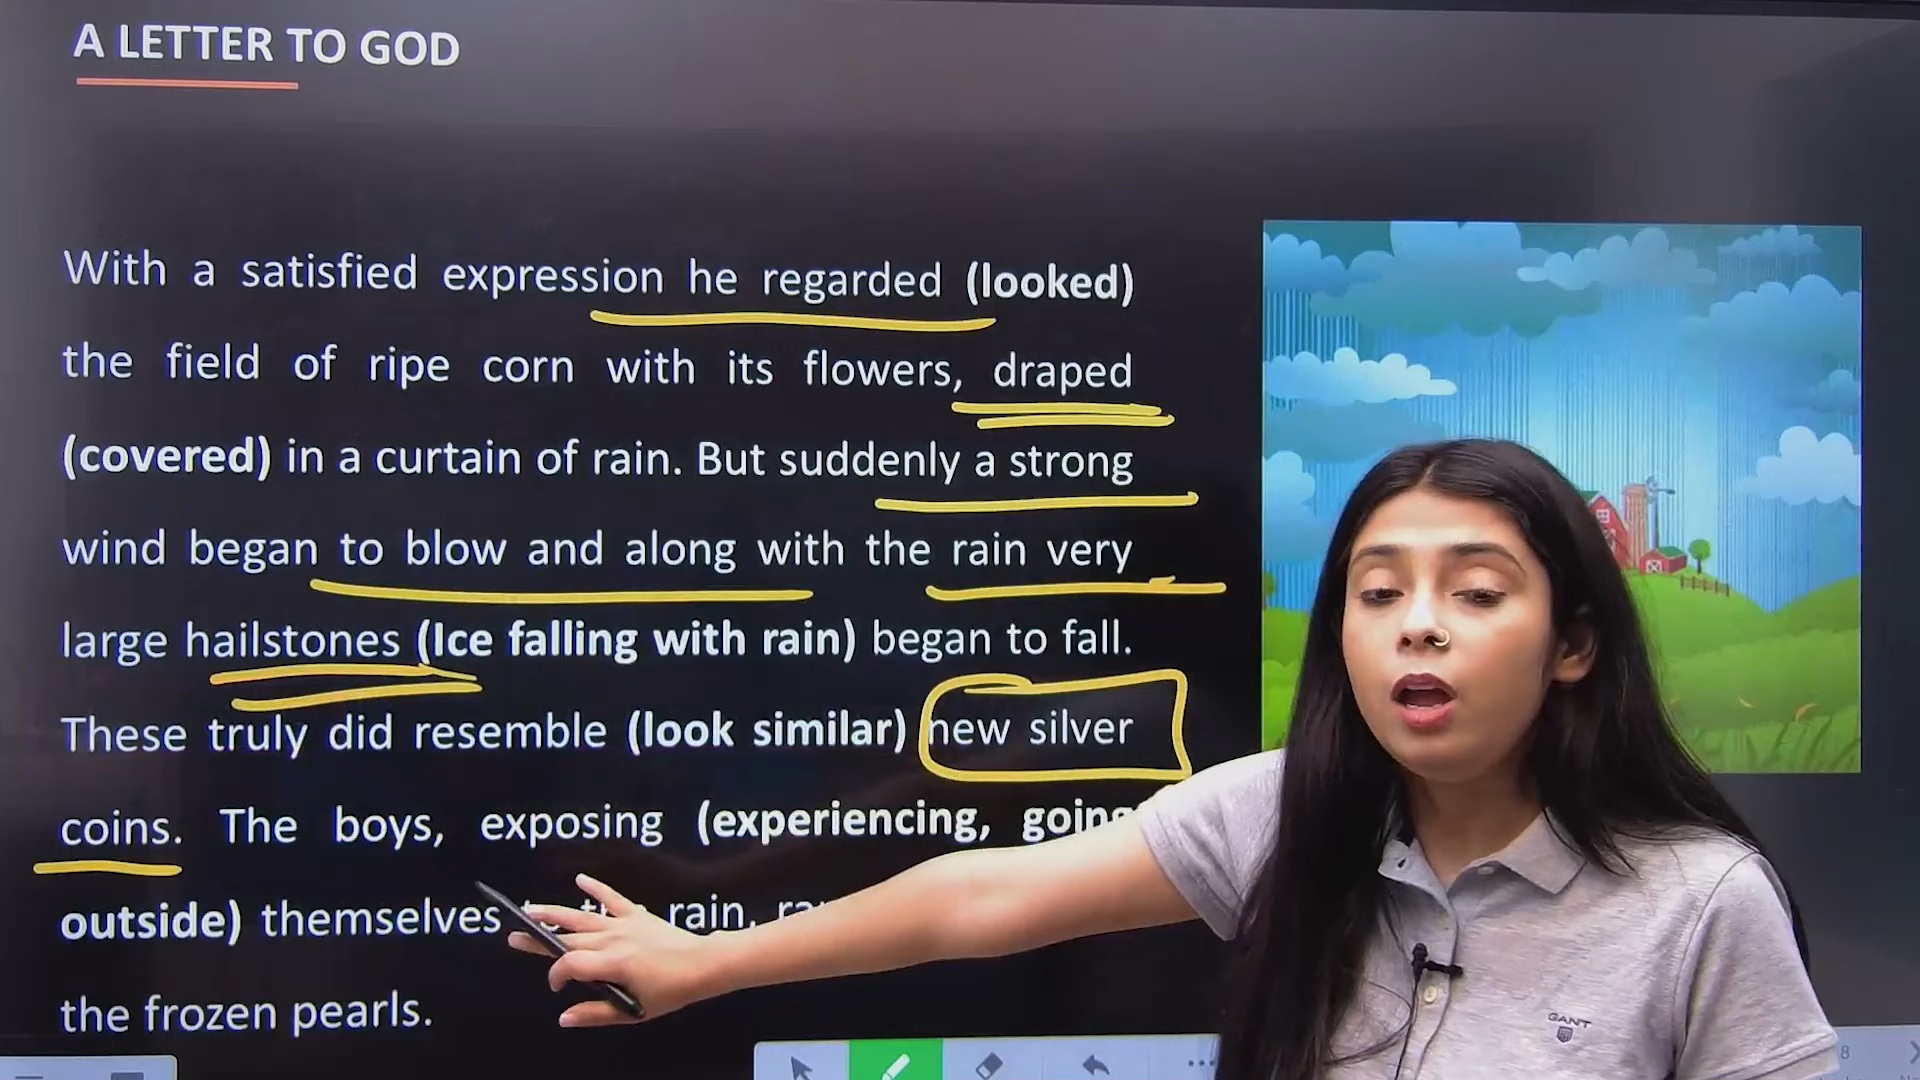 A LETTER TO GOD
With a satisfied expression he regarded (looked)
the field of ripe corn with its flowers, draped
(covered) in a curtain of rain. But suddenly a strong
wind began to blow and along with the rain very
large hailstones (Ice falling with rain) began to fall.
These truly did resemble (look similar) new silver
coins. The boys, exposing (experiencing, going
outside) themselves rain,
the frozen pearls.
GANT
8